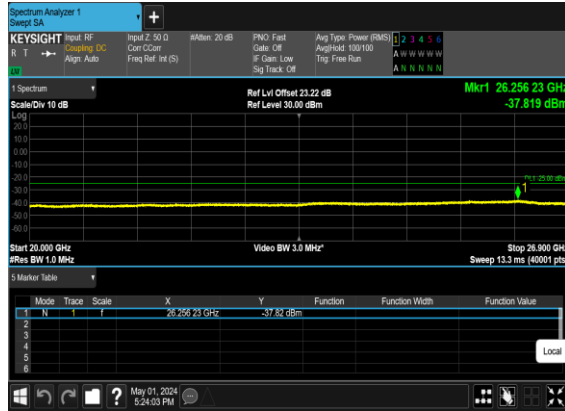 Spectrum Analyzer 1
Swept SA
+
KEYSIGHT Input: RF Input Z: 50 Ω #Atten: 20 dB PNO: Fast Avg Type: Power (RMS) 1 2 3 4 5 6
R T Coupling: DC Corr CCorr Gate: Off Avg|Hold: 100/100 A W W W W W
Align: Auto Freq Ref: Int (S) IF Gain: Low Trig: Free Run
Sig Track: Off A N N N N N
1 Spectrum Ref Lvl Offset 23.22 dB Mkr1 26.256 23 GHz
Scale/Div 10 dB Ref Level 30.00 dBm -37.819 dBm
Log
20.0
10.0
0.00
-10.0
-20.0
DL1 -25.00 dBm
-30.0
1
-40.0
-50.0
-60.0
Start 20.000 GHz Video BW 3.0 MHz* Stop 26.900 GHz
#Res BW 1.0 MHz Sweep 13.3 ms (40001 pts)
5 Marker Table
Mode Trace Scale X Y Function Function Width Function Value
1 N 1 f 26.256 23 GHz -37.82 dBm
2
3
4
5
6
Local
? May 01, 2024
5:24:03 PM